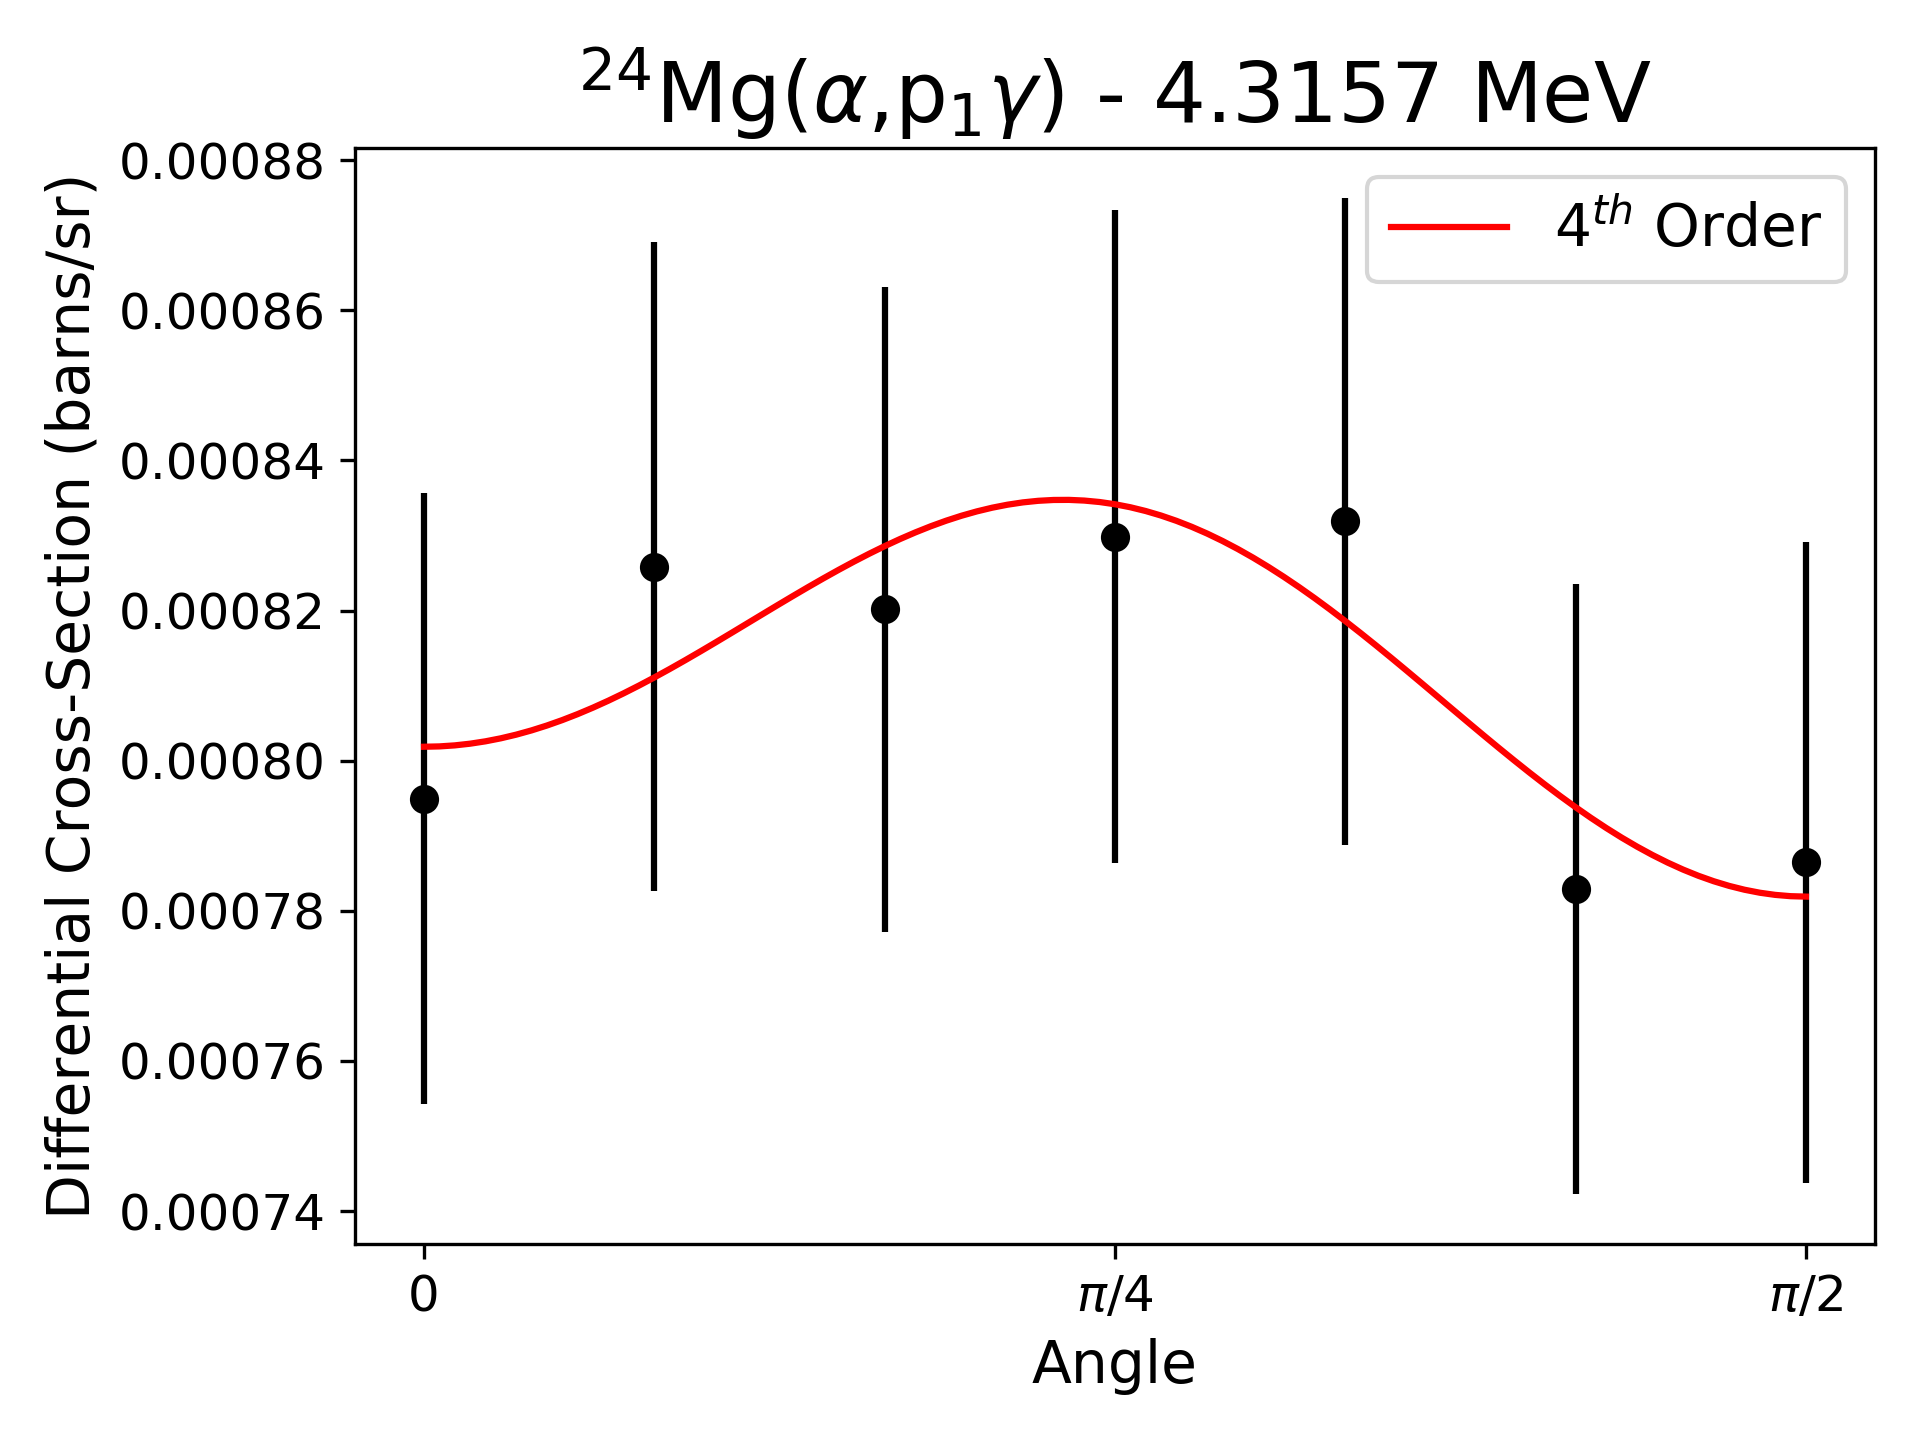 ²⁴Mg(α,p₁γ) - 4.3157 MeV
4ᵗʰ Order
Differential Cross-Section (barns/sr)
0.00088
0.00086
0.00084
0.00082
0.00080
0.00078
0.00076
0.00074
0 π/4 π/2
Angle